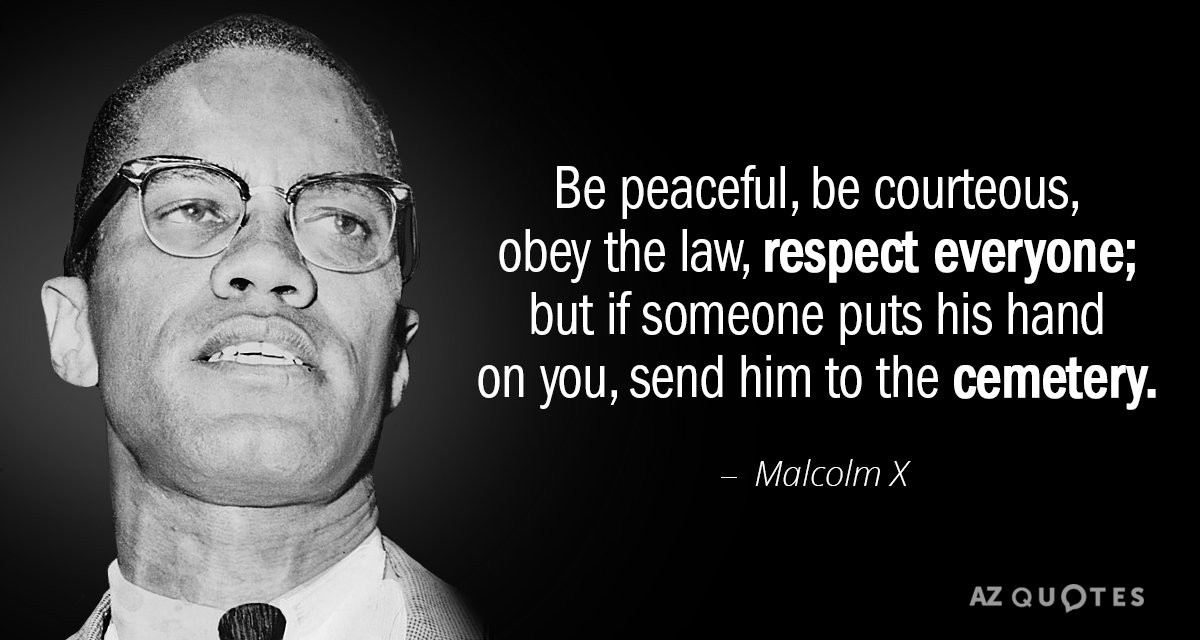 Be peaceful, be courteous,
obey the law, respect everyone;
but if someone puts his hand
on you, send him to the cemetery.
– Malcolm X
AZ QUOTES